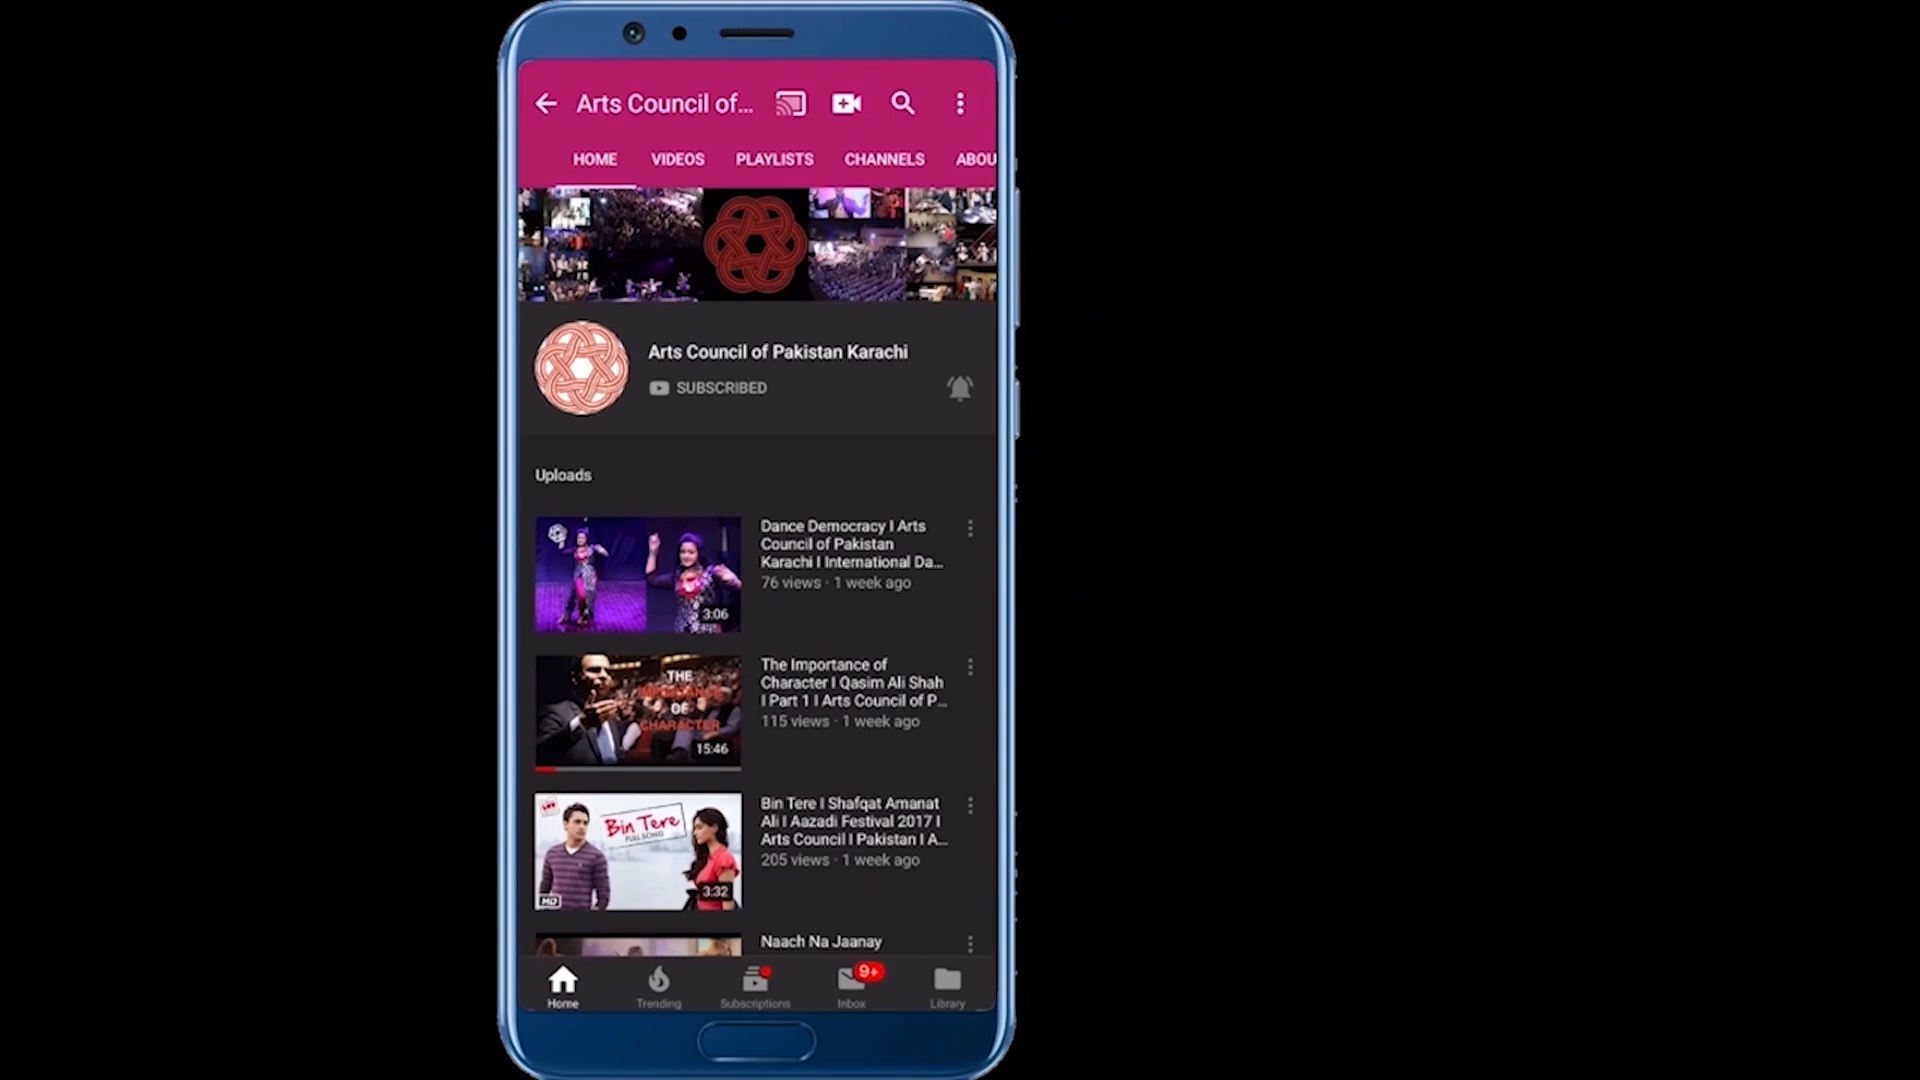 Arts Council of...
HOME VIDEOS PLAYLISTS CHANNELS ABOU
Arts Council of Pakistan Karachi
SUBSCRIBED
Uploads
3:06
Dance Democracy I Arts
Council of Pakistan
Karachi I International Da...
76 views · 1 week ago
THE
IMPORTANCE
OF
CHARACTER
15:46
The Importance of
Character I Qasim Ali Shah
I Part 1 I Arts Council of P...
115 views · 1 week ago
Bin Tere
FULL SONG
HD
3:32
Bin Tere I Shafqat Amanat
Ali I Aazadi Festival 2017 I
Arts Council I Pakistan I A...
205 views · 1 week ago
Naach Na Jaanay
9+
Home Trending Subscriptions Inbox Library